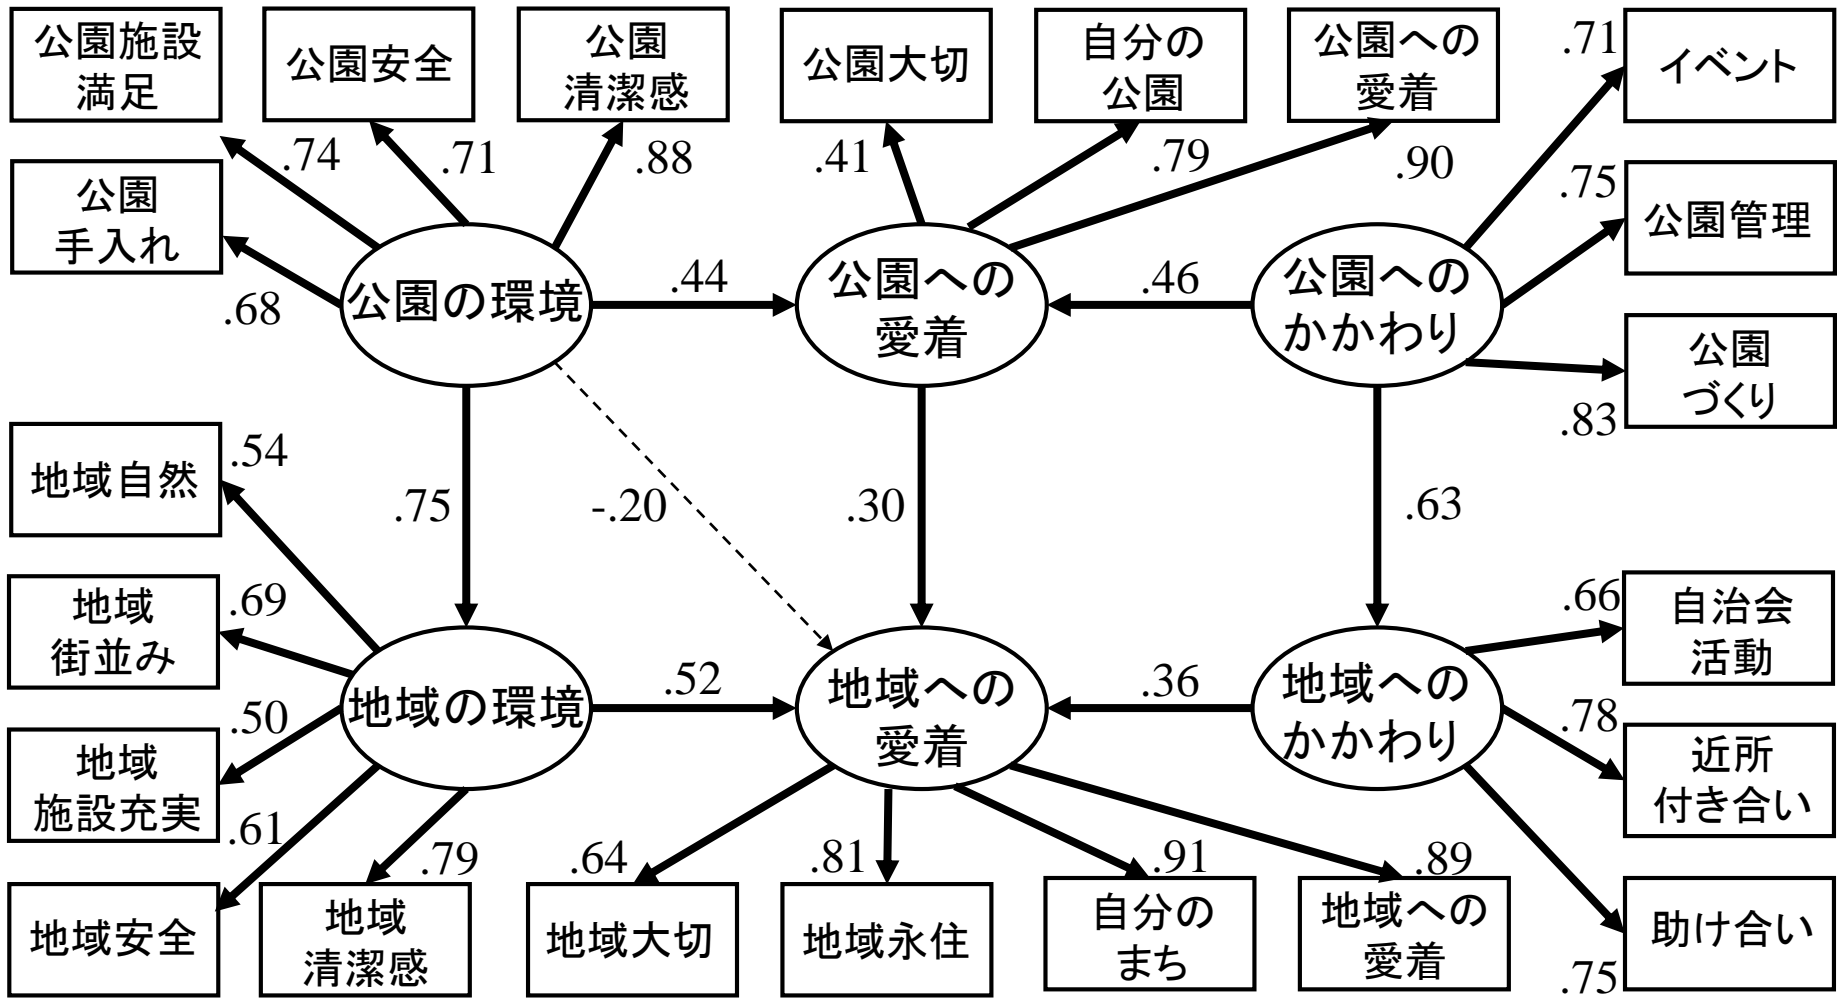 公園施設
満足
公園安全
公園
清潔感
公園大切
自分の
公園
公園への
愛着
.71
イベント
.74
.71
.88
.41
.79
.90
.75
公園
手入れ
公園管理
.68
公園の環境
.44
公園への
愛着
.46
公園への
かかわり
公園
づくり
.83
地域自然
.54
.75
-.20
.30
.63
地域
街並み
.69
.66
自治会
活動
地域の環境
.52
地域への
愛着
.36
地域への
かかわり
.50
.78
地域
施設充実
近所
付き合い
.61
.79
.64
.81
.91
.89
地域安全
地域
清潔感
地域大切
地域永住
自分の
まち
地域への
愛着
助け合い
.75